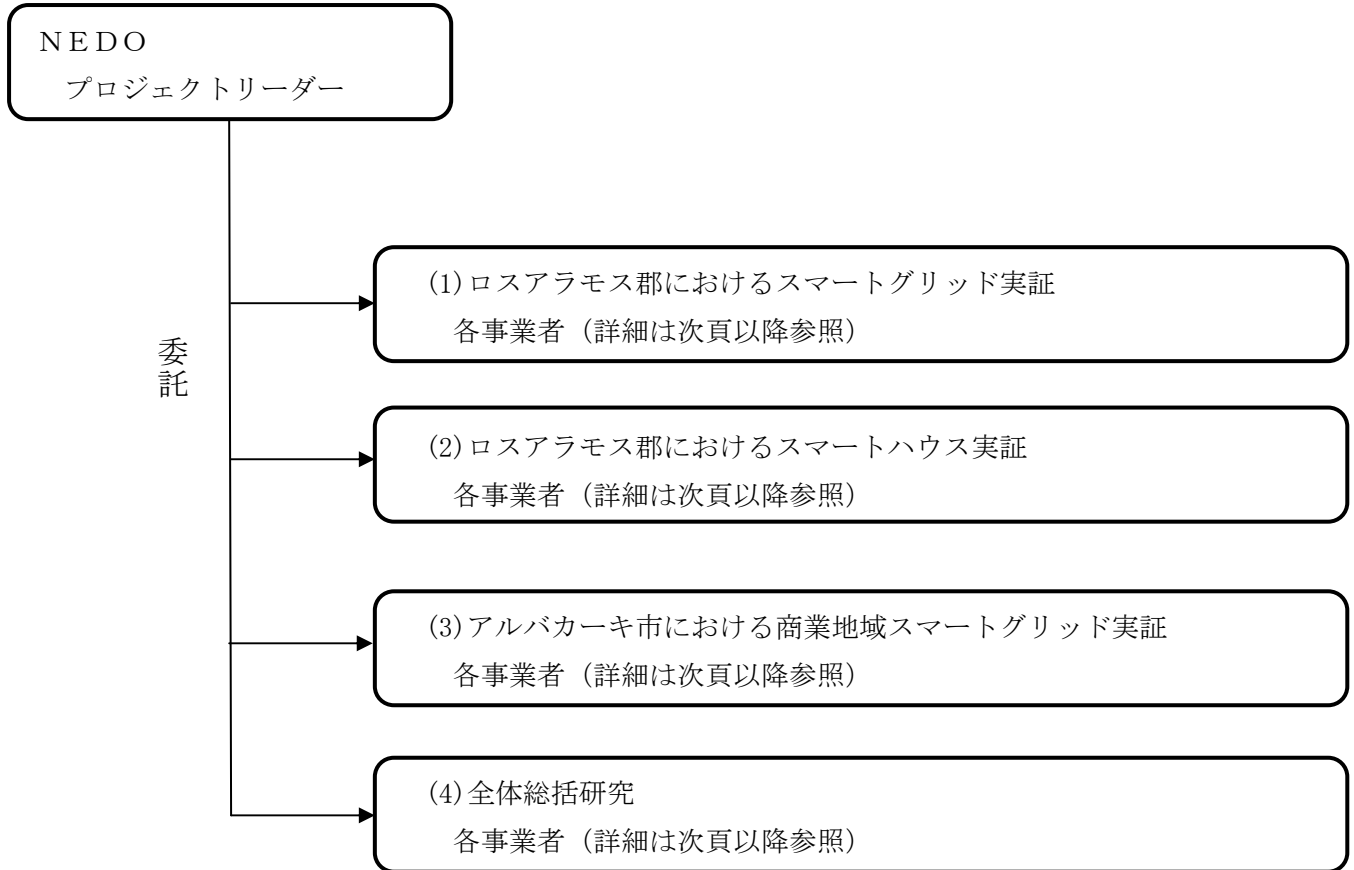 ＮＥＤＯ
プロジェクトリーダー
委託
(1)ロスアラモス郡におけるスマートグリッド実証
各事業者（詳細は次頁以降参照）
(2)ロスアラモス郡におけるスマートハウス実証
各事業者（詳細は次頁以降参照）
(3)アルバカーキ市における商業地域スマートグリッド実証
各事業者（詳細は次頁以降参照）
(4)全体総括研究
各事業者（詳細は次頁以降参照）